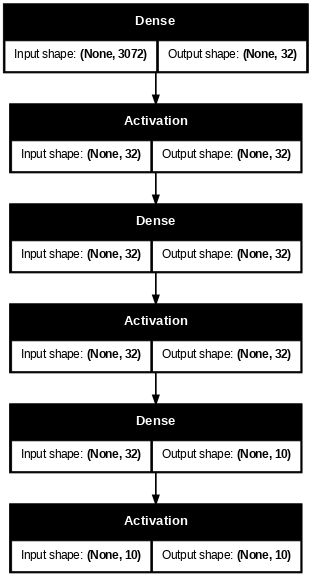 Dense
Input shape: (None, 3072) Output shape: (None, 32)
Activation
Input shape: (None, 32) Output shape: (None, 32)
Dense
Input shape: (None, 32) Output shape: (None, 32)
Activation
Input shape: (None, 32) Output shape: (None, 32)
Dense
Input shape: (None, 32) Output shape: (None, 10)
Activation
Input shape: (None, 10) Output shape: (None, 10)